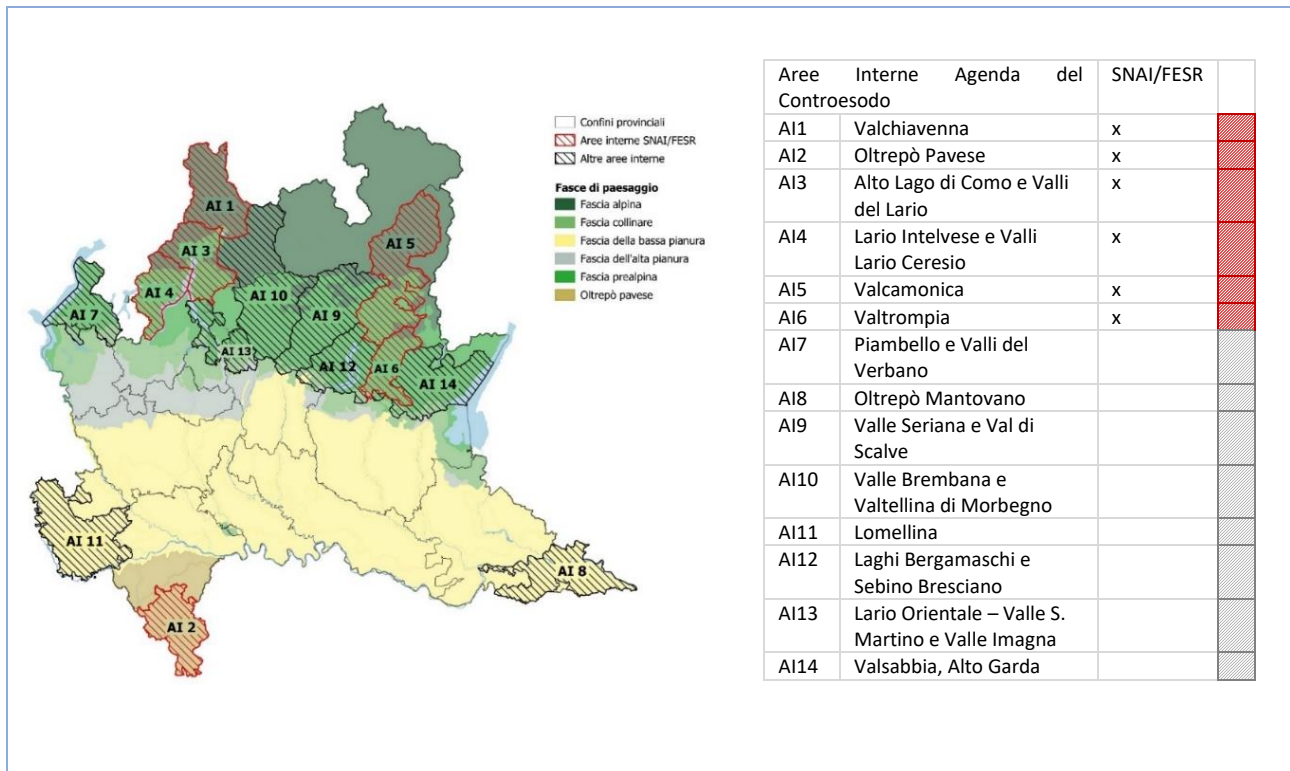 Confini provinciali
Aree interne SNAI/FESR
Altre aree interne
Fasce di paesaggio
Fascia alpina
Fascia collinare
Fascia della bassa pianura
Fascia dell'alta pianura
Fascia prealpina
Oltrepò pavese
AI 1
AI 3
AI 5
AI 4
AI 10
AI 9
AI 7
AI 13
AI 12
AI 6
AI 14
AI 11
AI 8
AI 2
Aree Interne Agenda del SNAI/FESR
Controesodo
AI1 Valchiavenna x
AI2 Oltrepò Pavese x
AI3 Alto Lago di Como e Valli x
del Lario
AI4 Lario Intelvese e Valli x
Lario Ceresio
AI5 Valcamonica x
AI6 Valtrompia x
AI7 Piambello e Valli del
Verbano
AI8 Oltrepò Mantovano
AI9 Valle Seriana e Val di
Scalve
AI10 Valle Brembana e
Valtellina di Morbegno
AI11 Lomellina
AI12 Laghi Bergamaschi e
Sebino Bresciano
AI13 Lario Orientale – Valle S.
Martino e Valle Imagna
AI14 Valsabbia, Alto Garda